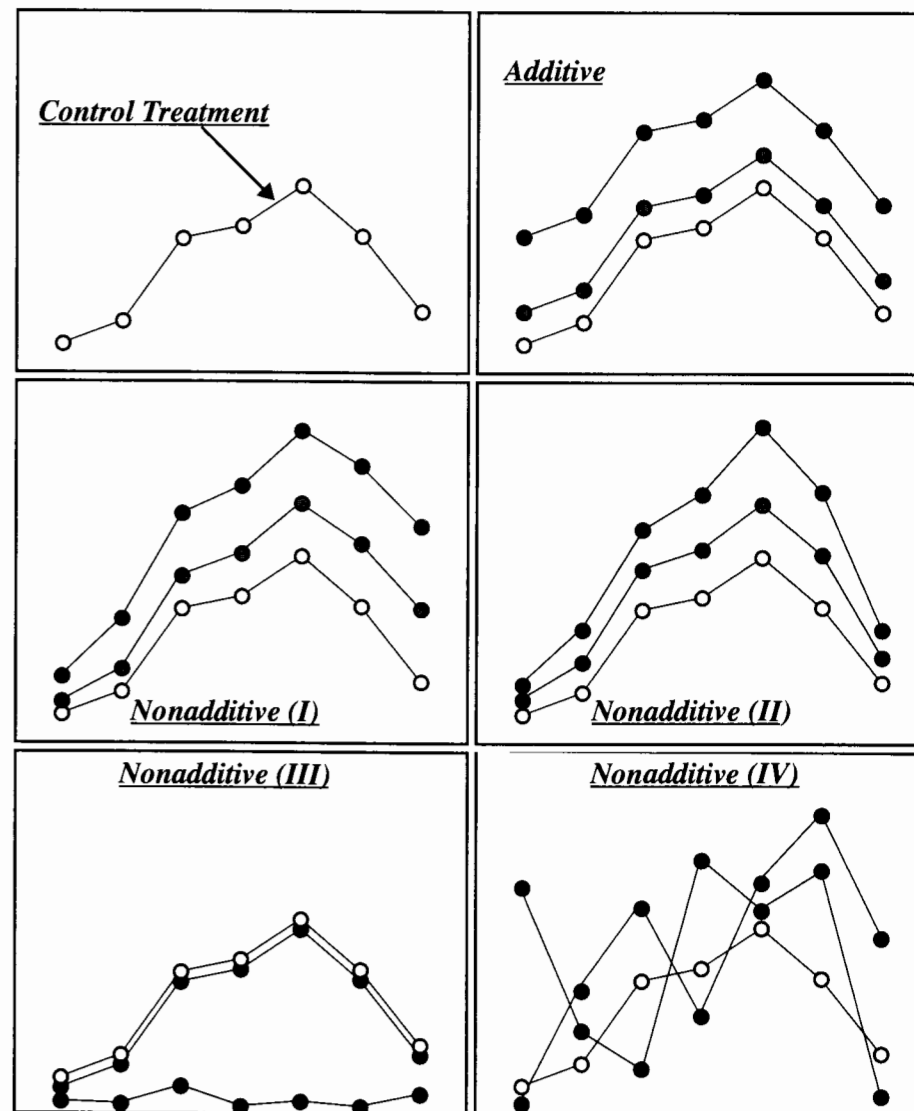 Control Treatment
Additive
Nonadditive (I)
Nonadditive (II)
Nonadditive (III)
Nonadditive (IV)